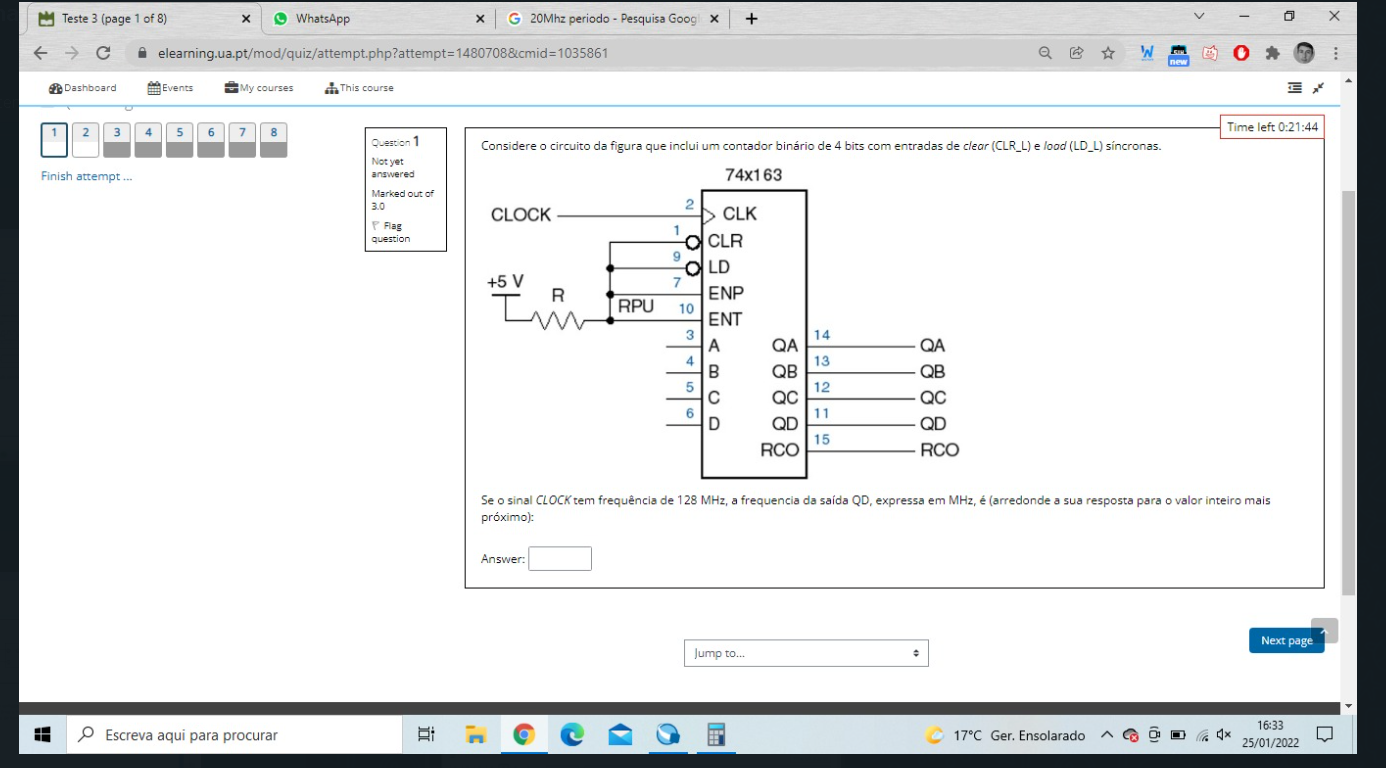 Teste 3 (page 1 of 8)
WhatsApp
20Mhz periodo - Pesquisa Goog
elearning.ua.pt/mod/quiz/attempt.php?attempt=1480708&cmid=1035861
new
Dashboard
Events
My courses
This course
Time left 0:21:44
1 2 3 4 5 6 7 8
Finish attempt ...
Question 1
Not yet
answered
Marked out of
3.0
Flag
question
Considere o circuito da figura que inclui um contador binário de 4 bits com entradas de clear (CLR_L) e load (LD_L) síncronas.
74x163
CLOCK
2
CLK
1
CLR
9
LD
+5 V
7
ENP
R
RPU
10
ENT
3
A
QA
14
QA
4
B
QB
13
QB
5
C
QC
12
QC
6
D
QD
11
QD
RCO
15
RCO
Se o sinal CLOCK tem frequência de 128 MHz, a frequencia da saída QD, expressa em MHz, é (arredonde a sua resposta para o valor inteiro mais
próximo):
Answer:
Next page
Jump to...
Escreva aqui para procurar
17°C Ger. Ensolarado
16:33
25/01/2022